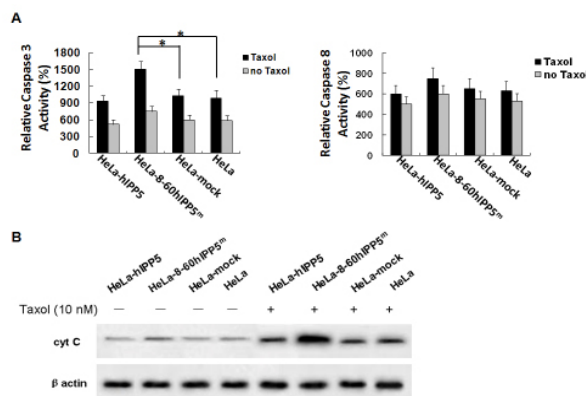 A
Relative Caspase 3
Activity (%)
1800
1500
1200
900
600
300
0
* *
Taxol
no Taxol
HeLa-hIPP5
HeLa-8-60hIPP5m
HeLa-mock
HeLa
Relative Caspase 8
Activity (%)
1000
800
600
400
200
0
Taxol
no Taxol
HeLa-hIPP5
HeLa-8-60hIPP5m
HeLa-mock
HeLa
B
HeLa-hIPP5 HeLa-8-60hIPP5m HeLa-mock HeLa HeLa-hIPP5 HeLa-8-60hIPP5m HeLa-mock HeLa
Taxol (10 nM) — — — — + + + +
cyt C
β actin